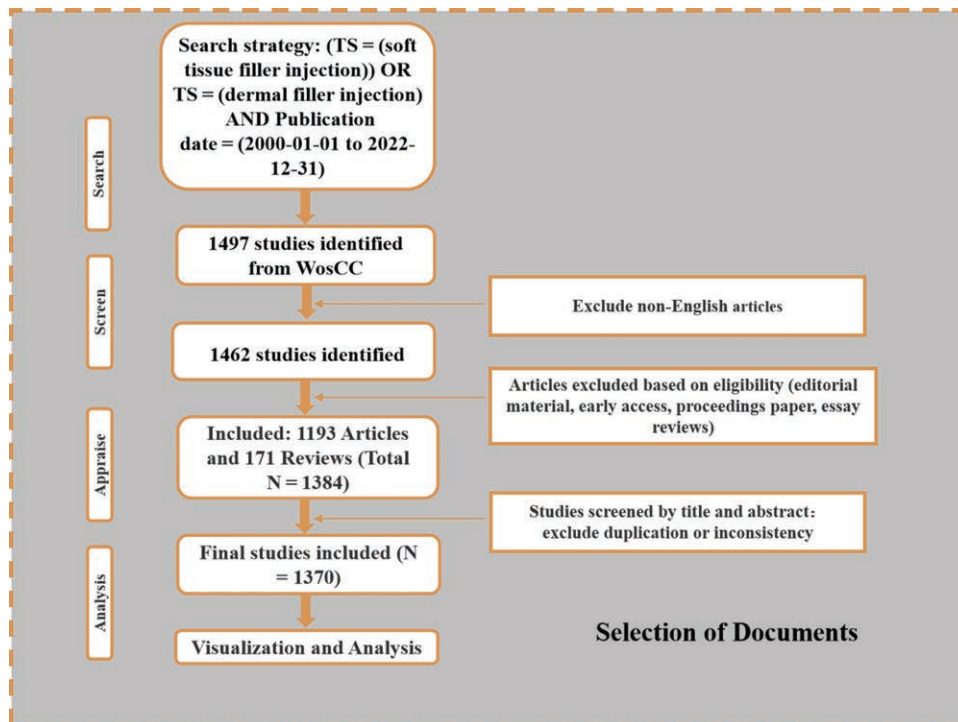 Search strategy: (TS = (soft
tissue filler injection)) OR
TS = (dermal filler injection)
AND Publication
date = (2000-01-01 to 2022-
12-31)
Search
1497 studies identified
from WosCC
Exclude non-English articles
Screen
1462 studies identified
Articles excluded based on eligibility (editorial
material, early access, proceedings paper, essay
reviews)
Included: 1193 Articles
and 171 Reviews (Total
N = 1384)
Appraise
Studies screened by title and abstract:
exclude duplication or inconsistency
Final studies included (N
= 1370)
Analysis
Visualization and Analysis
Selection of Documents